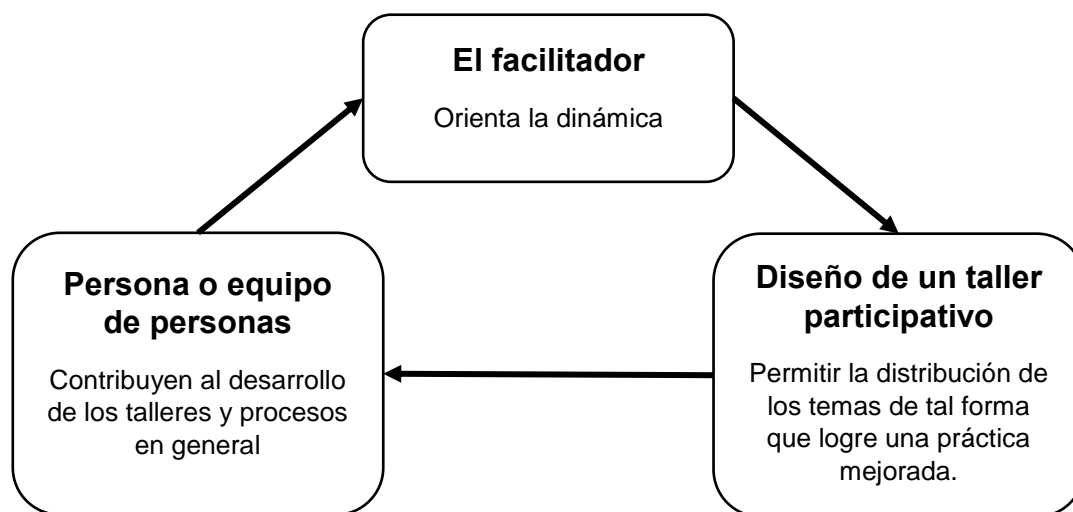 El facilitador
Orienta la dinámica
Persona o equipo
de personas
Contribuyen al desarrollo
de los talleres y procesos
en general
Diseño de un taller
participativo
Permitir la distribución de
los temas de tal forma
que logre una práctica
mejorada.